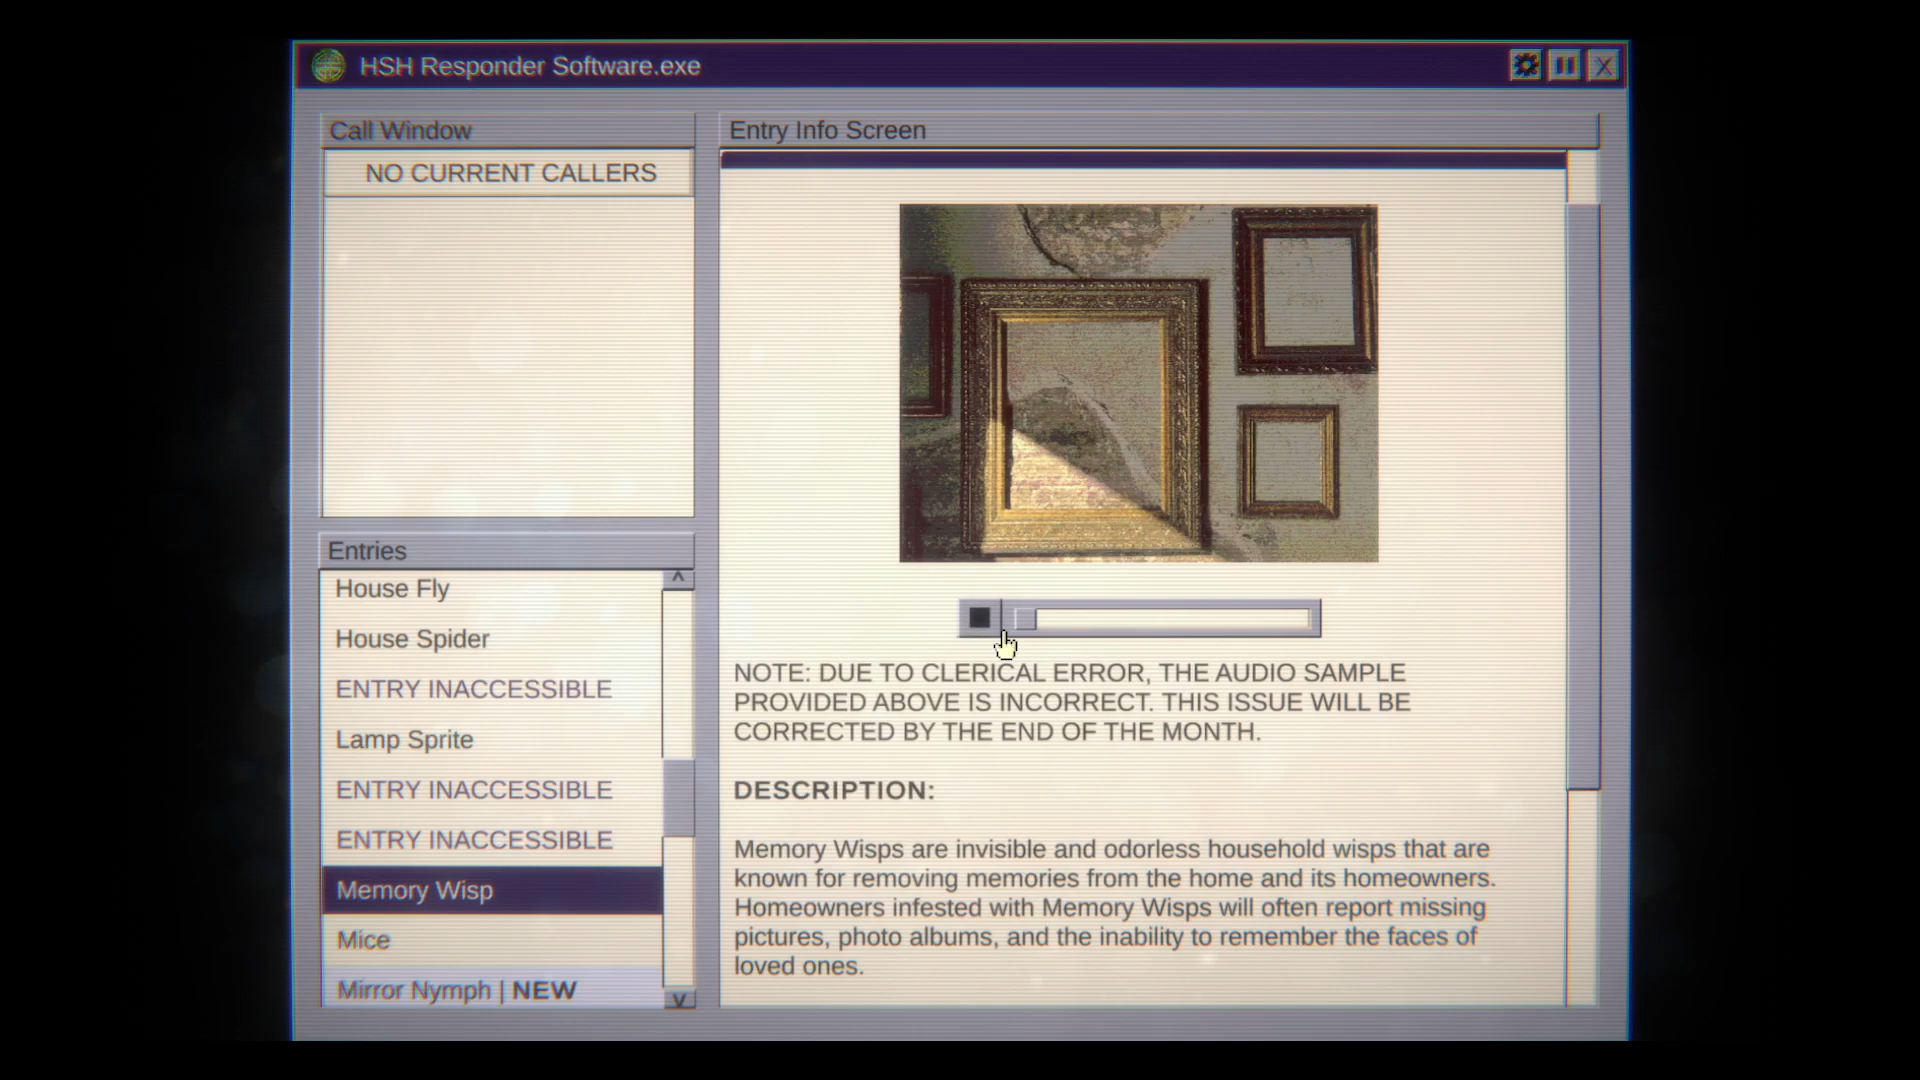 HSH Responder Software.exe
X
Call Window
NO CURRENT CALLERS
Entries
^
House Fly
House Spider
ENTRY INACCESSIBLE
Lamp Sprite
ENTRY INACCESSIBLE
ENTRY INACCESSIBLE
Memory Wisp
Mice
Mirror Nymph | NEW
v
Entry Info Screen
NOTE: DUE TO CLERICAL ERROR, THE AUDIO SAMPLE
PROVIDED ABOVE IS INCORRECT. THIS ISSUE WILL BE
CORRECTED BY THE END OF THE MONTH.
DESCRIPTION:
Memory Wisps are invisible and odorless household wisps that are
known for removing memories from the home and its homeowners.
Homeowners infested with Memory Wisps will often report missing
pictures, photo albums, and the inability to remember the faces of
loved ones.